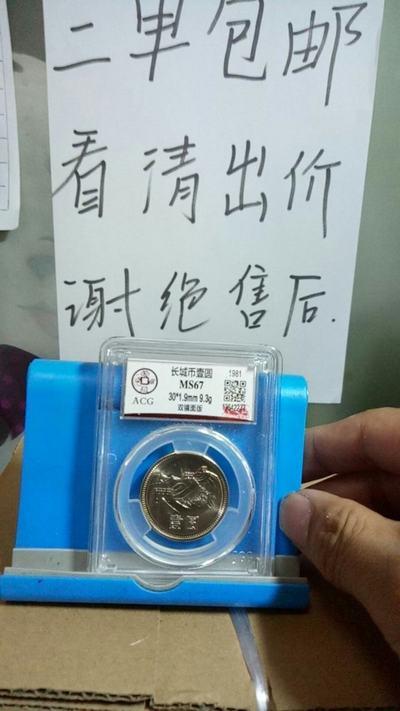 二单包邮
看清出价
谢绝售后.
长城币壹圆
1981
MS67
30*1.9mm 9.3g
ACG
双镜面版
壹圆